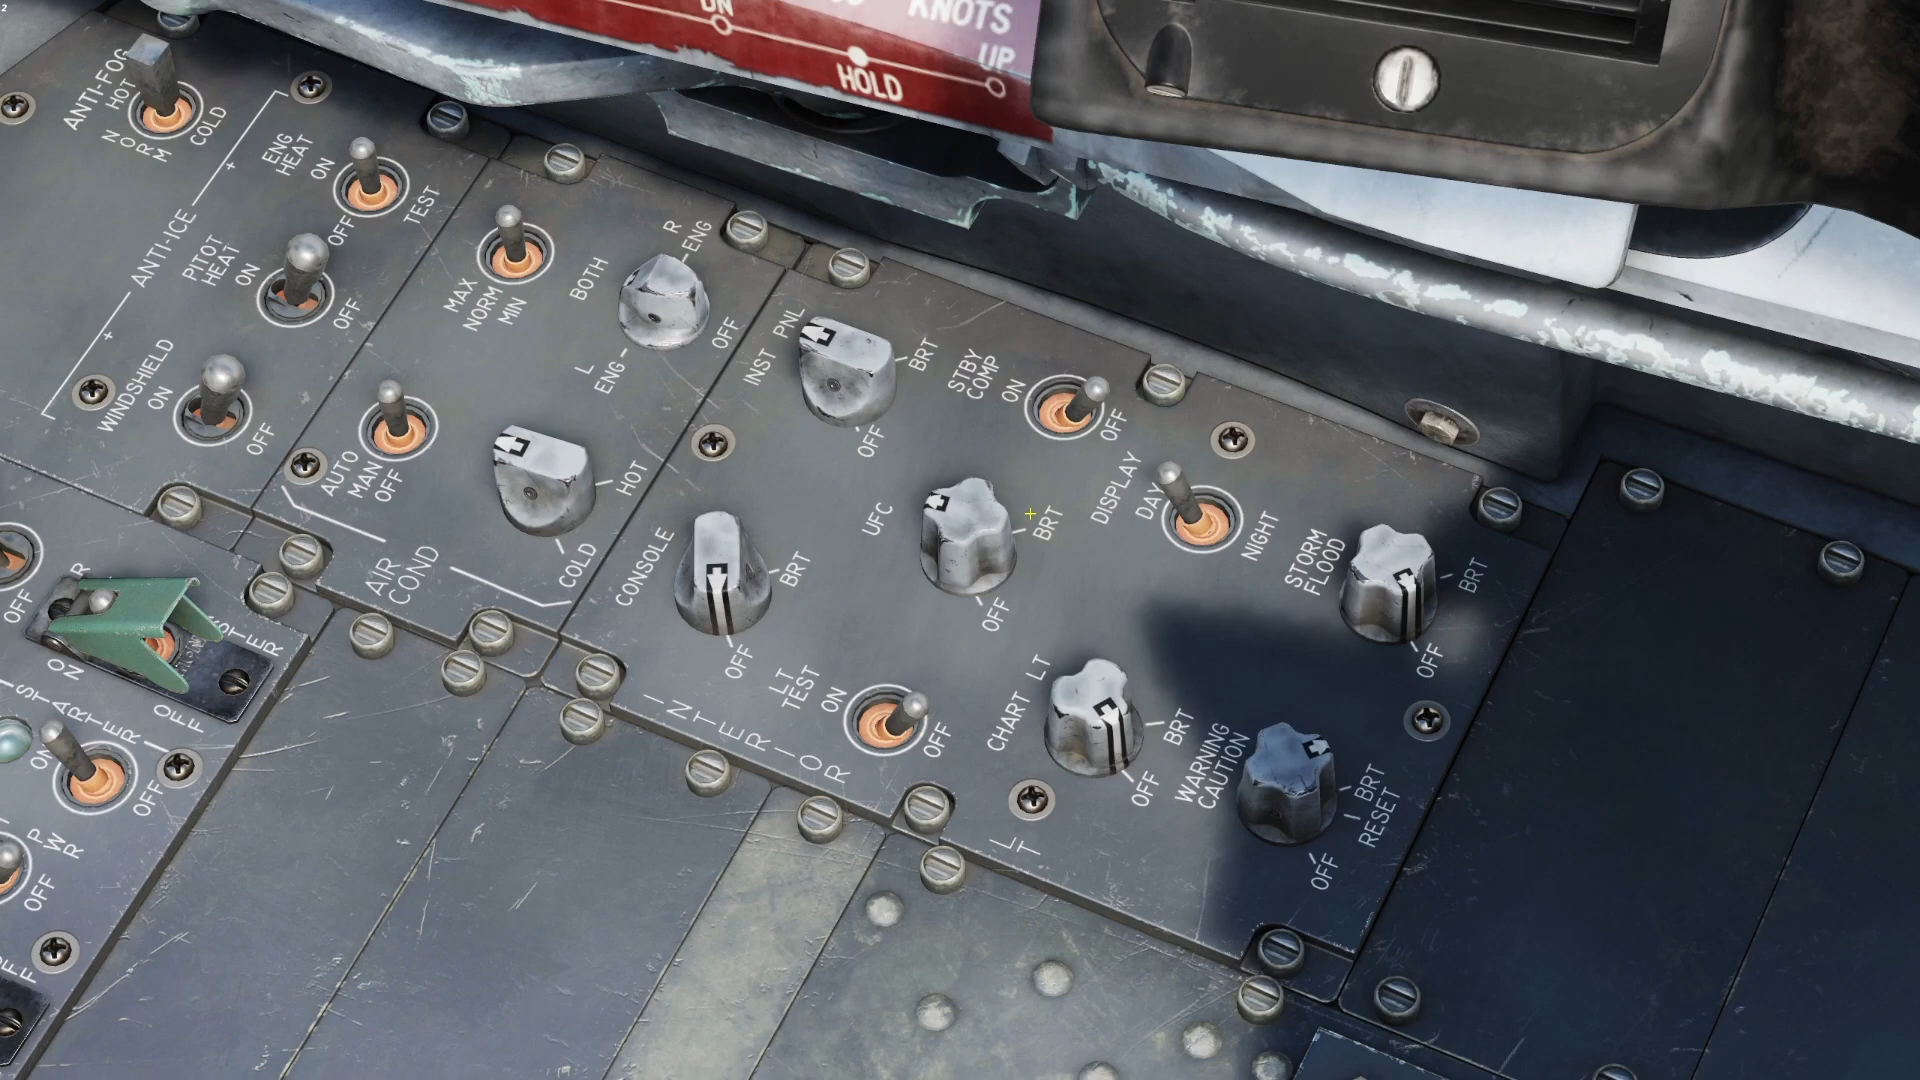 2
DN
KNOTS
UP
HOLD
ANTI-FOG
HOT
NORM
COLD
ANTI-ICE
ENG
HEAT
ON
OFF
TEST
PITOT
HEAT
ON
OFF
WINDSHIELD
ON
OFF
MAX
NORM
MIN
R
ENG
BOTH
OFF
L
ENG
AUTO
MAN
OFF
HOT
COLD
AIR
COND
INST PNL
BRT
OFF
STBY
COMP
ON
OFF
CONSOLE
BRT
OFF
UFC
BRT
OFF
DISPLAY
DAY
NIGHT
STORM
FLOOD
BRT
OFF
LT
TEST
ON
OFF
CHART LT
BRT
OFF
WARNING
CAUTION
BRT
RESET
OFF
INTERIOR
LT
OFF
ON
OFF
STARTER
ON
OFF
PWR
OFF